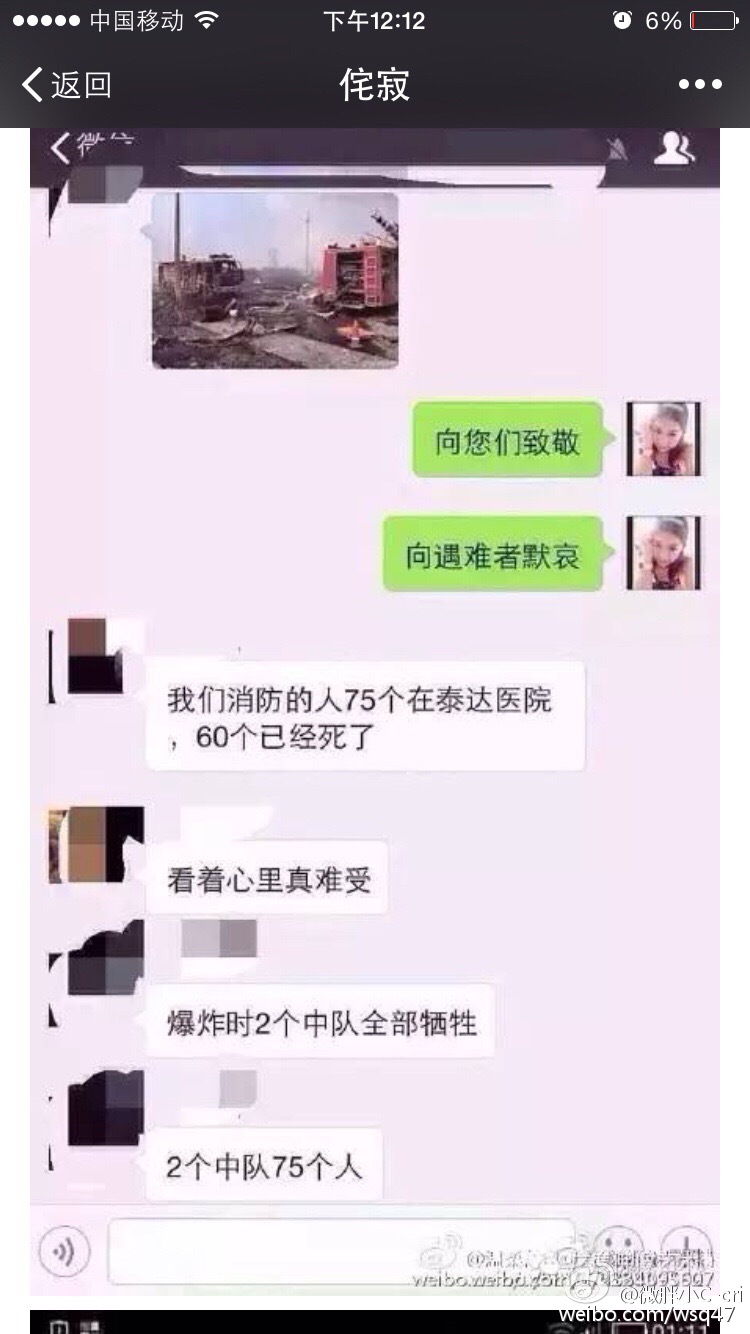 中国移动
下午12:12
6%
返回
侘寂
向您们致敬
向遇难者默哀
我们消防的人75个在泰达医院
，60个已经死了
看着心里真难受
爆炸时2个中队全部牺牲
2个中队75个人
@微胖小C-cri
weibo.com/wsq47